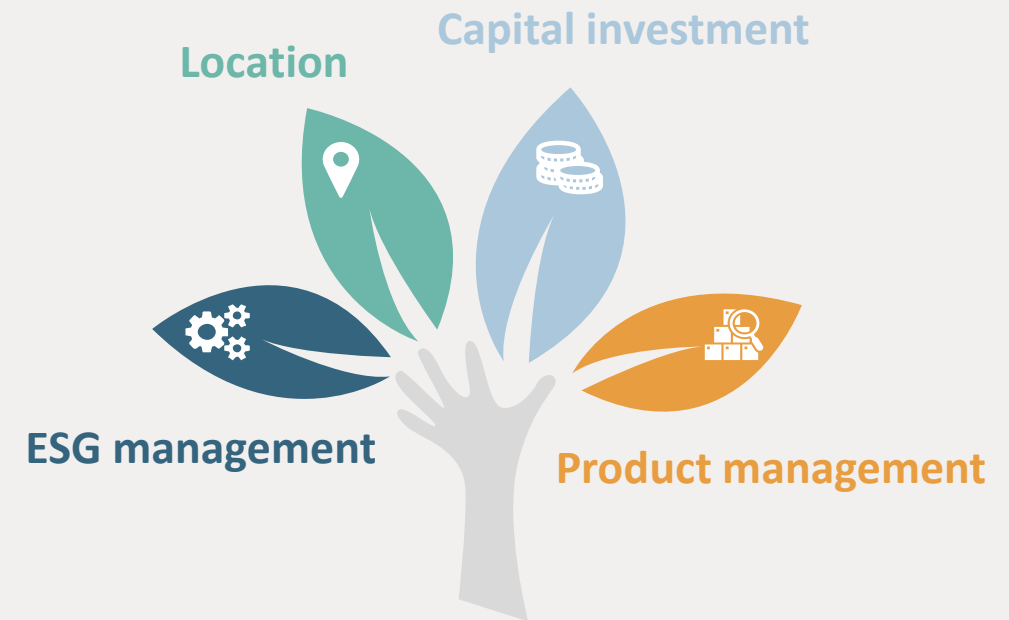 Capital investment
Location
ESG management
Product management